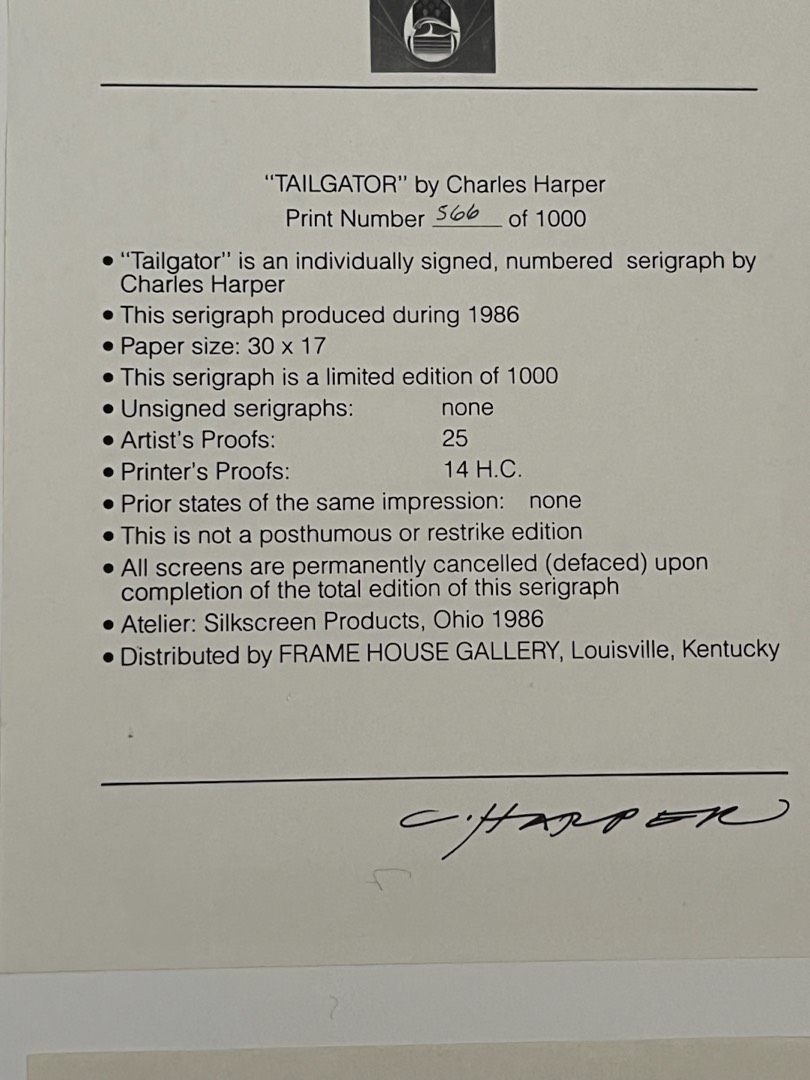 "TAILGATOR" by Charles Harper
Print Number 566 of 1000
• "Tailgator" is an individually signed, numbered serigraph by
Charles Harper
• This serigraph produced during 1986
• Paper size: 30 x 17
• This serigraph is a limited edition of 1000
• Unsigned serigraphs: none
• Artist's Proofs: 25
• Printer's Proofs: 14 H.C.
• Prior states of the same impression: none
• This is not a posthumous or restrike edition
• All screens are permanently cancelled (defaced) upon
completion of the total edition of this serigraph
• Atelier: Silkscreen Products, Ohio 1986
• Distributed by FRAME HOUSE GALLERY, Louisville, Kentucky
C. HARPER